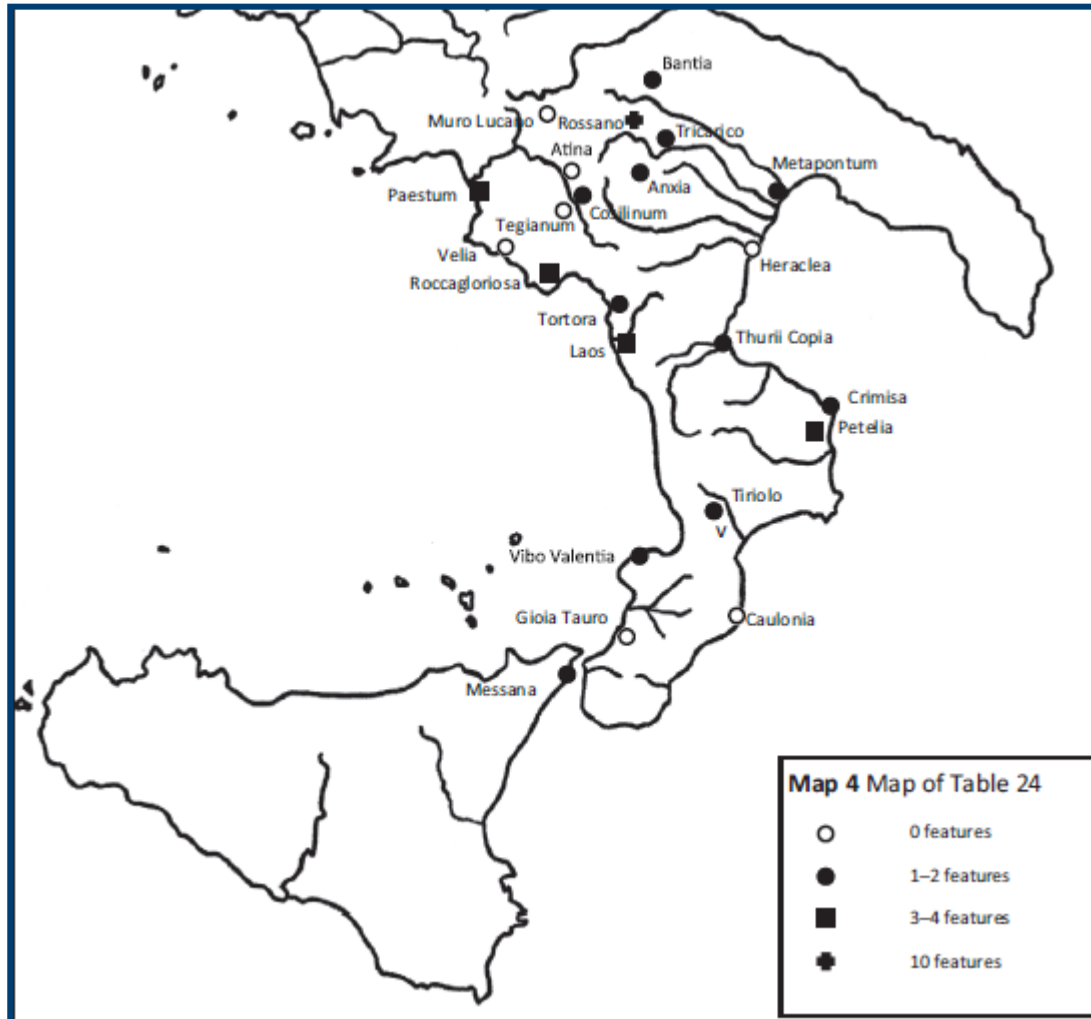 Bantia
Muro Lucano
Rossano
Tricarico
Atina
Metapontum
Anxia
Paestum
Cosilinum
Tegianum
Velia
Heraclea
Roccagloriosa
Tortora
Thurii Copia
Laos
Crimisa
Petelia
Tiriolo
V
Vibo Valentia
Gioia Tauro
Caulonia
Messana
Map 4 Map of Table 24
0 features
1–2 features
3–4 features
10 features